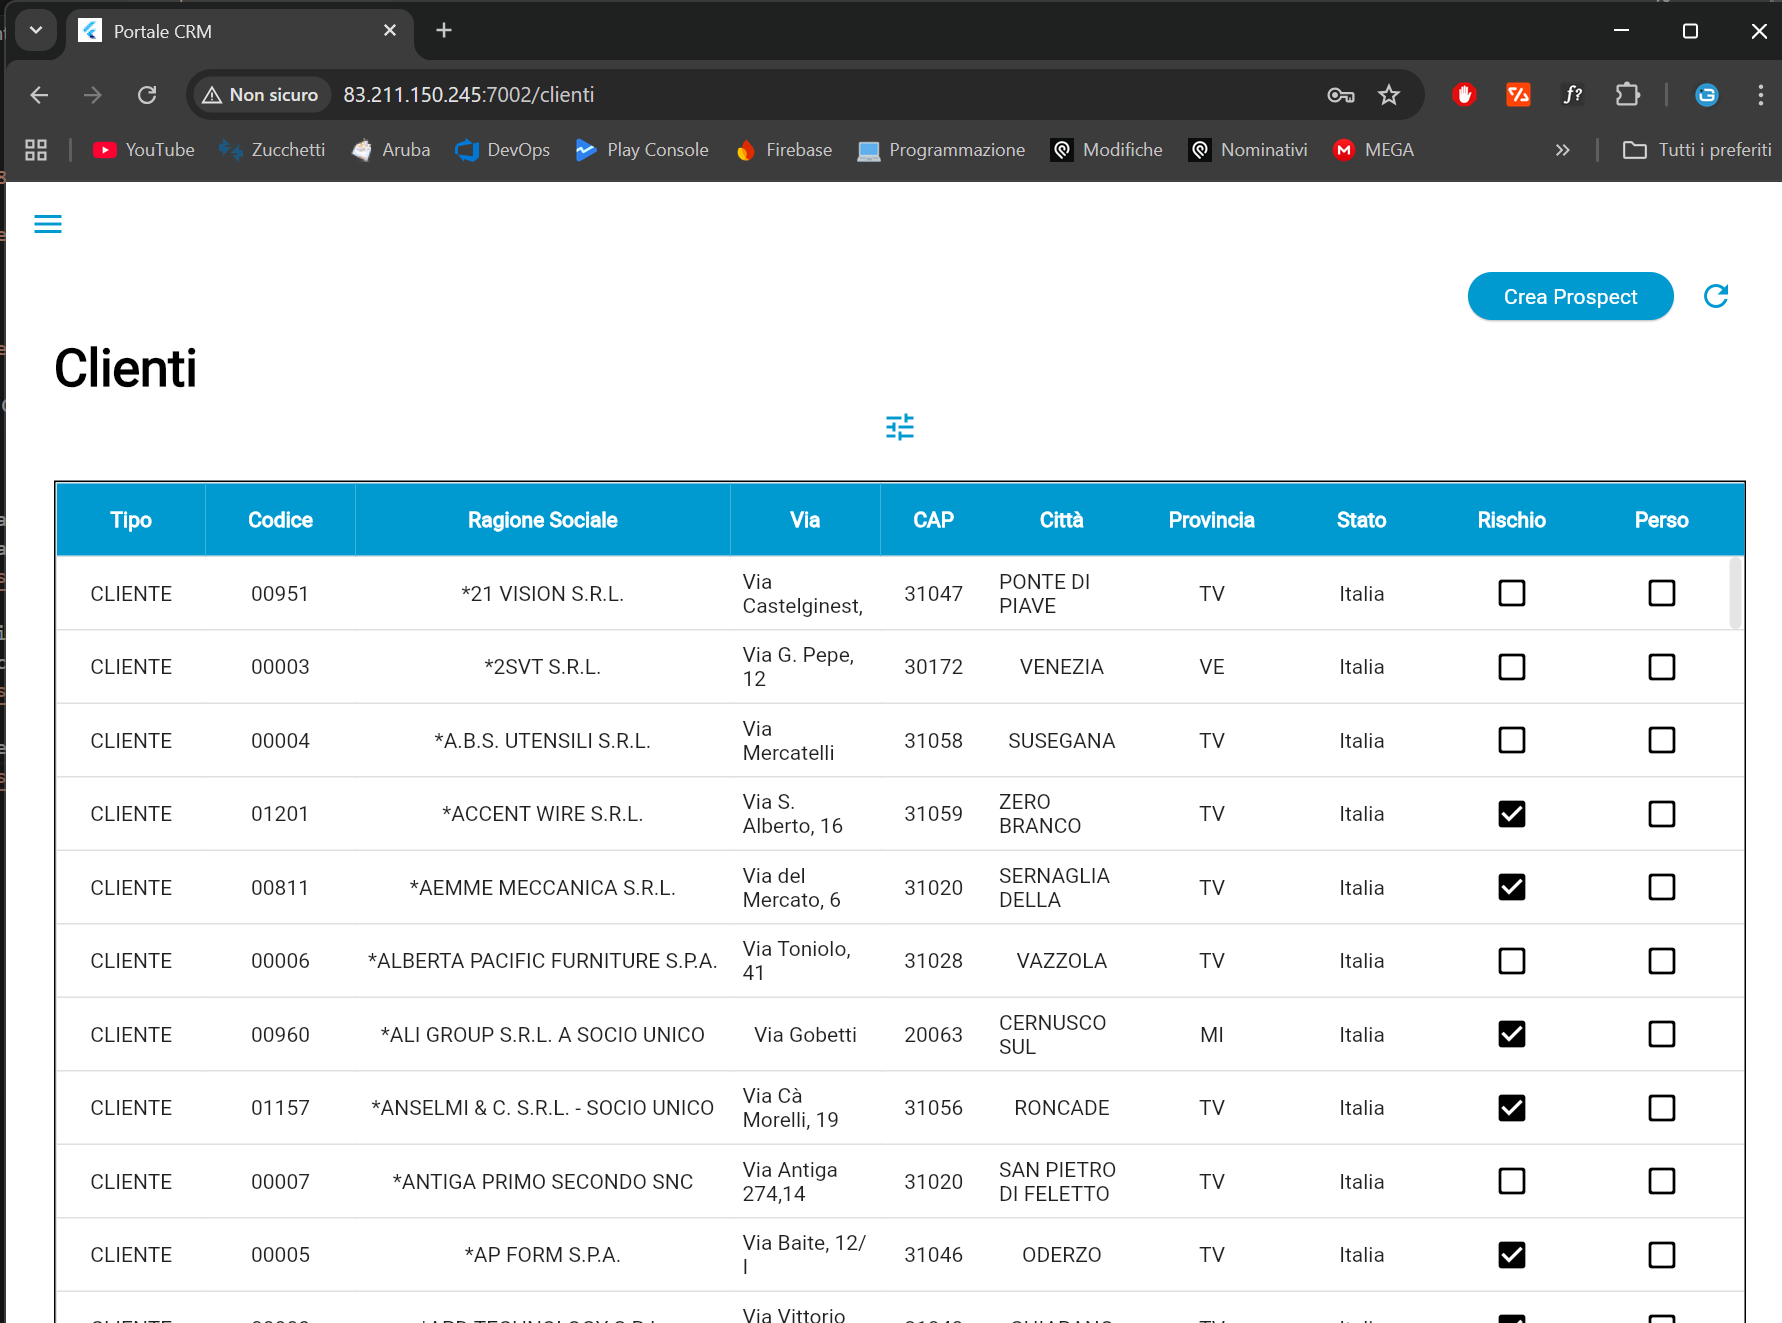 Portale CRM
Non sicuro 83.211.150.245:7002/clienti
YouTube Zucchetti Aruba DevOps Play Console Firebase Programmazione Modifiche Nominativi MEGA Tutti i preferiti
Crea Prospect
Clienti
Tipo Codice Ragione Sociale Via CAP Città Provincia Stato Rischio Perso
CLIENTE 00951 *21 VISION S.R.L. Via Castelginest, 31047 PONTE DI PIAVE TV Italia
CLIENTE 00003 *2SVT S.R.L. Via G. Pepe, 12 30172 VENEZIA VE Italia
CLIENTE 00004 *A.B.S. UTENSILI S.R.L. Via Mercatelli 31058 SUSEGANA TV Italia
CLIENTE 01201 *ACCENT WIRE S.R.L. Via S. Alberto, 16 31059 ZERO BRANCO TV Italia
CLIENTE 00811 *AEMME MECCANICA S.R.L. Via del Mercato, 6 31020 SERNAGLIA DELLA TV Italia
CLIENTE 00006 *ALBERTA PACIFIC FURNITURE S.P.A. Via Toniolo, 41 31028 VAZZOLA TV Italia
CLIENTE 00960 *ALI GROUP S.R.L. A SOCIO UNICO Via Gobetti 20063 CERNUSCO SUL MI Italia
CLIENTE 01157 *ANSELMI & C. S.R.L. - SOCIO UNICO Via Cà Morelli, 19 31056 RONCADE TV Italia
CLIENTE 00007 *ANTIGA PRIMO SECONDO SNC Via Antiga 274,14 31020 SAN PIETRO DI FELETTO TV Italia
CLIENTE 00005 *AP FORM S.P.A. Via Baite, 12/ I 31046 ODERZO TV Italia
Via Vittorio